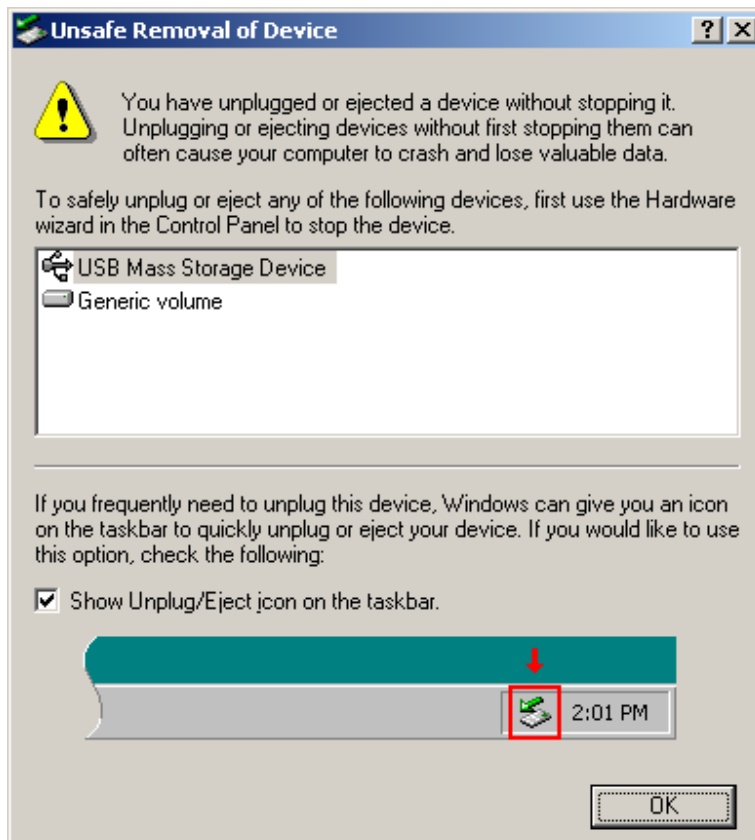 Unsafe Removal of Device
You have unplugged or ejected a device without stopping it.
Unplugging or ejecting devices without first stopping them can
often cause your computer to crash and lose valuable data.
To safely unplug or eject any of the following devices, first use the Hardware
wizard in the Control Panel to stop the device.
USB Mass Storage Device
Generic volume
If you frequently need to unplug this device, Windows can give you an icon
on the taskbar to quickly unplug or eject your device. If you would like to use
this option, check the following:
Show Unplug/Eject icon on the taskbar.
2:01 PM
OK